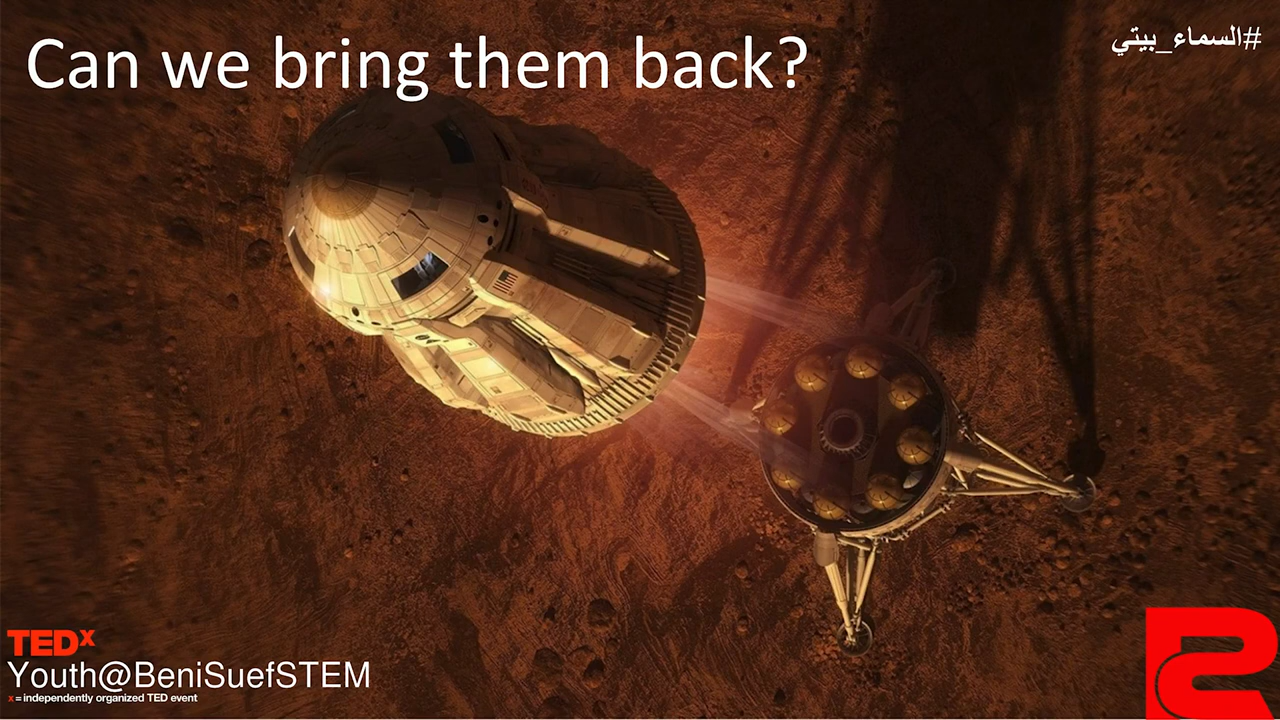 Can we bring them back?
#السماء_بيتي
TEDx
Youth@BeniSuefSTEM
x = independently organized TED event